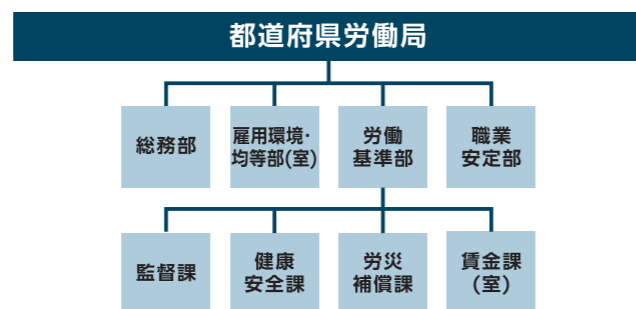 都道府県労働局
総務部
雇用環境・
均等部(室)
労働
基準部
職業
安定部
監督課
健康
安全課
労災
補償課
賃金課
(室)